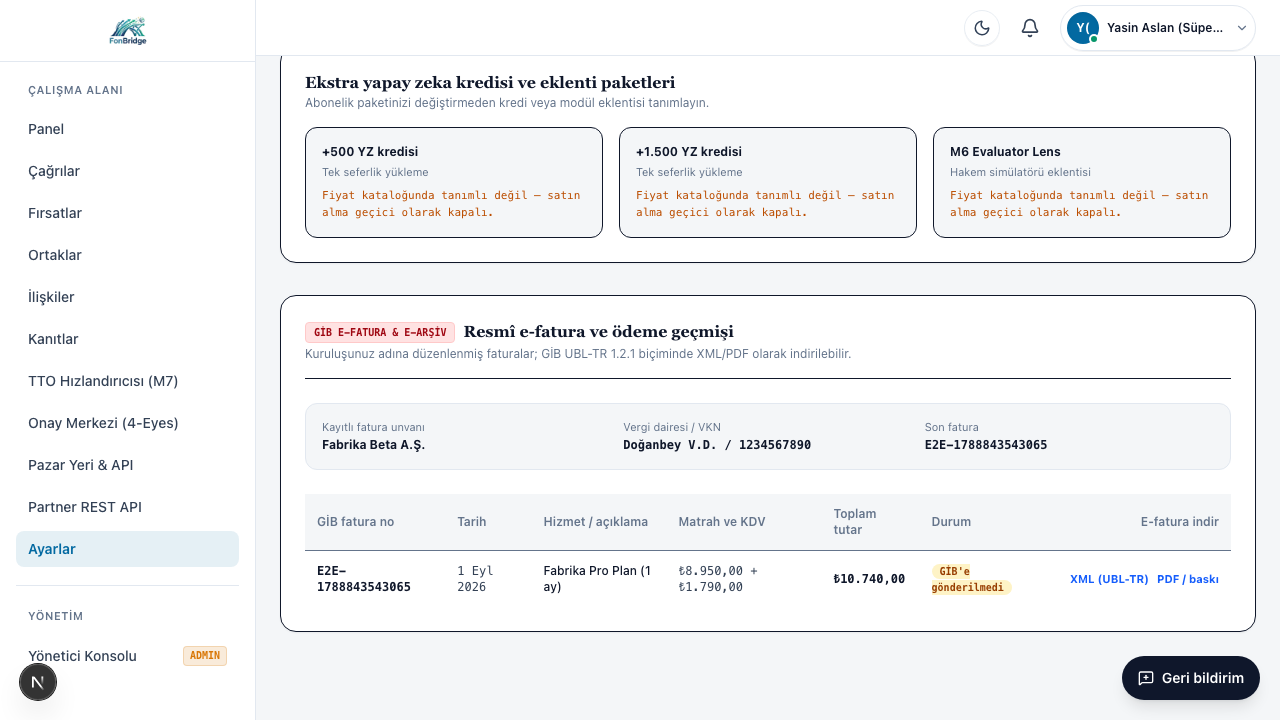 FonBridge
Yasin Aslan (Süpe...
Y(
ÇALIŞMA ALANI
Panel
Çağrılar
Fırsatlar
Ortaklar
İlişkiler
Kanıtlar
TTO Hızlandırıcısı (M7)
Onay Merkezi (4-Eyes)
Pazar Yeri & API
Partner REST API
Ayarlar
YÖNETİM
Yönetici Konsolu
ADMIN
N
Ekstra yapay zeka kredisi ve eklenti paketleri
Abonelik paketinizi değiştirmeden kredi veya modül eklentisi tanımlayın.
+500 YZ kredisi
Tek seferlik yükleme
Fiyat kataloğunda tanımlı değil — satın
alma geçici olarak kapalı.
+1.500 YZ kredisi
Tek seferlik yükleme
Fiyat kataloğunda tanımlı değil — satın
alma geçici olarak kapalı.
M6 Evaluator Lens
Hakem simülatörü eklentisi
Fiyat kataloğunda tanımlı değil — satın
alma geçici olarak kapalı.
GİB E-FATURA & E-ARŞİV
Resmî e-fatura ve ödeme geçmişi
Kuruluşunuz adına düzenlenmiş faturalar; GİB UBL-TR 1.2.1 biçiminde XML/PDF olarak indirilebilir.
Kayıtlı fatura unvanı
Fabrika Beta A.Ş.
Vergi dairesi / VKN
Doğanbey V.D. / 1234567890
Son fatura
E2E-1788843543065
GİB fatura no
Tarih
Hizmet / açıklama
Matrah ve KDV
Toplam
tutar
Durum
E-fatura indir
E2E-
1788843543065
1 Eyl
2026
Fabrika Pro Plan (1
ay)
₺8.950,00 +
₺1.790,00
₺10.740,00
GİB'e
gönderilmedi
XML (UBL-TR) PDF / baskı
Geri bildirim